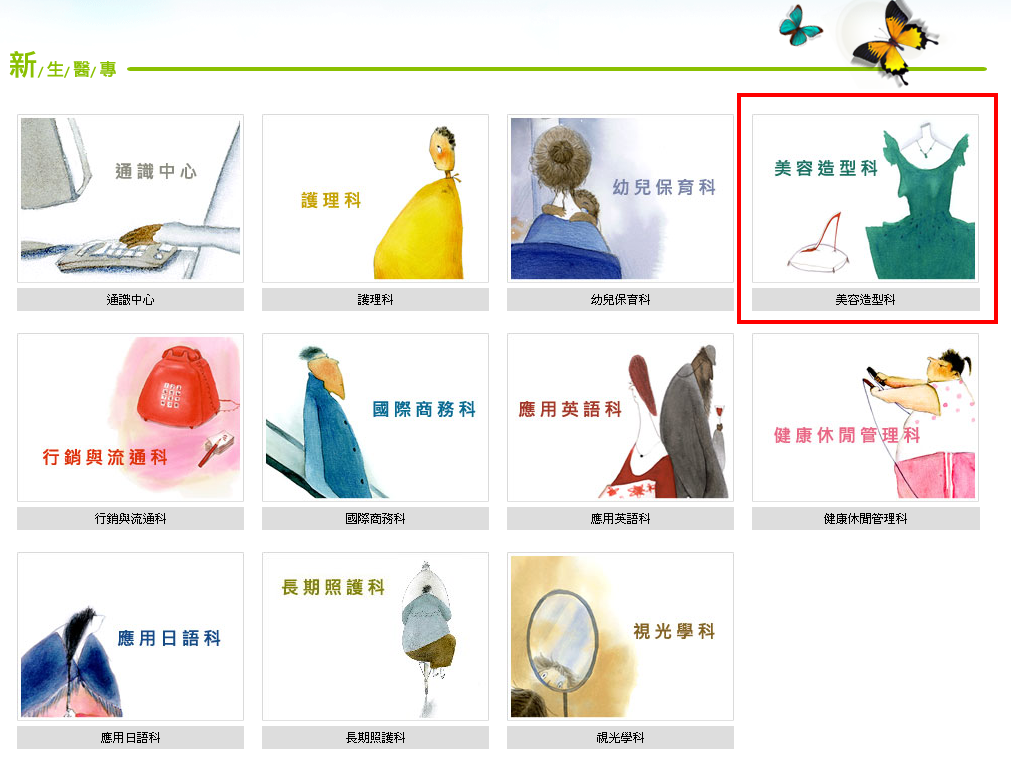 新/生/醫/專
通識中心
護理科
幼兒保育科
美容造型科
通識中心
護理科
幼兒保育科
美容造型科
行銷與流通科
國際商務科
應用英語科
健康休閒管理科
行銷與流通科
國際商務科
應用英語科
健康休閒管理科
應用日語科
長期照護科
視光學科
應用日語科
長期照護科
視光學科